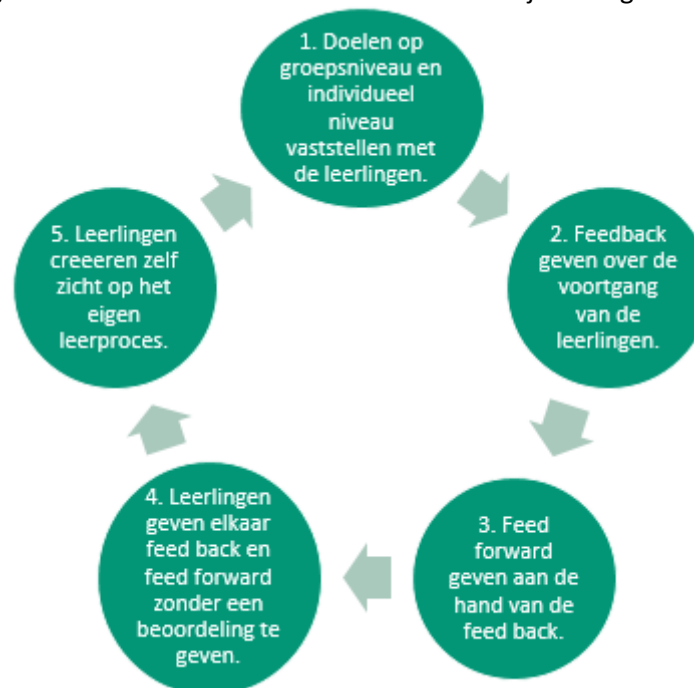 1. Doelen op
groepsniveau en
individueel
niveau
vaststellen met
de leerlingen.
2. Feedback
geven over de
voortgang
van de
leerlingen.
3. Feed
forward
geven aan de
hand van de
feed back.
4. Leerlingen
geven elkaar
feed back en
feed forward
zonder een
beoordeling te
geven.
5. Leerlingen
creeeren zelf
zicht op het
eigen
leerproces.